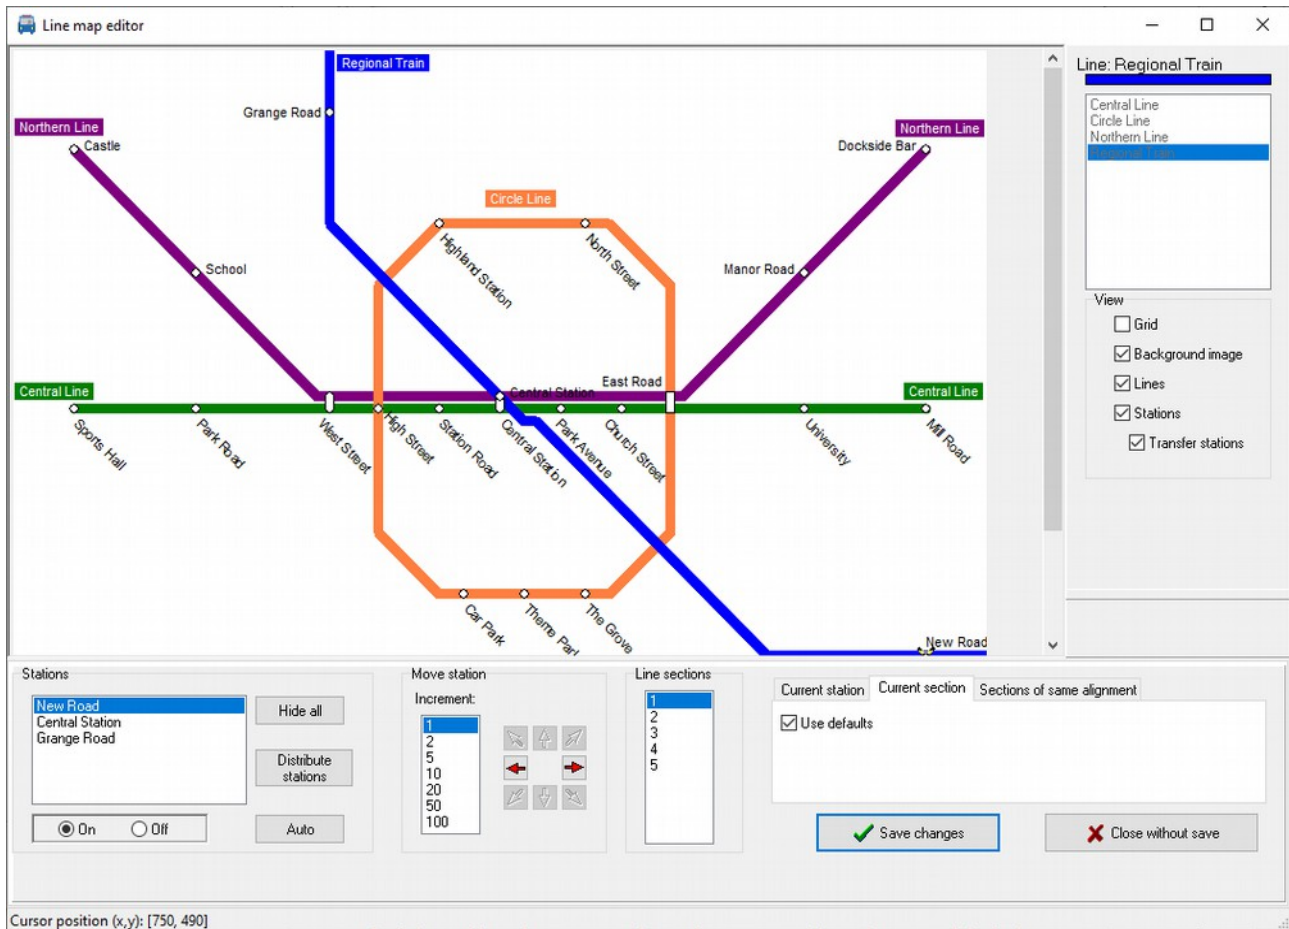 Line map editor
Regional Train
Grange Road
Northern Line
Castle
Northern Line
Dockside Bar
Circle Line
Highland Station
North Street
School
Manor Road
East Road
Central Station
Central Line
Central Line
Sports Hall
Park Road
West Street
High Street
Station Road
Central Station
Park Avenue
Church Street
University
Mill Road
Car Park
Theme Park
The Grove
New Road
Line: Regional Train
Central Line
Circle Line
Northern Line
Regional Train
View
Grid
Background image
Lines
Stations
Transfer stations
Stations
New Road
Central Station
Grange Road
Hide all
Distribute
stations
On
Off
Auto
Move station
Increment:
1
2
5
10
20
50
100
Line sections
1
2
3
4
5
Current station
Current section
Sections of same alignment
Use defaults
Save changes
Close without save
Cursor position (x,y): [750, 490]